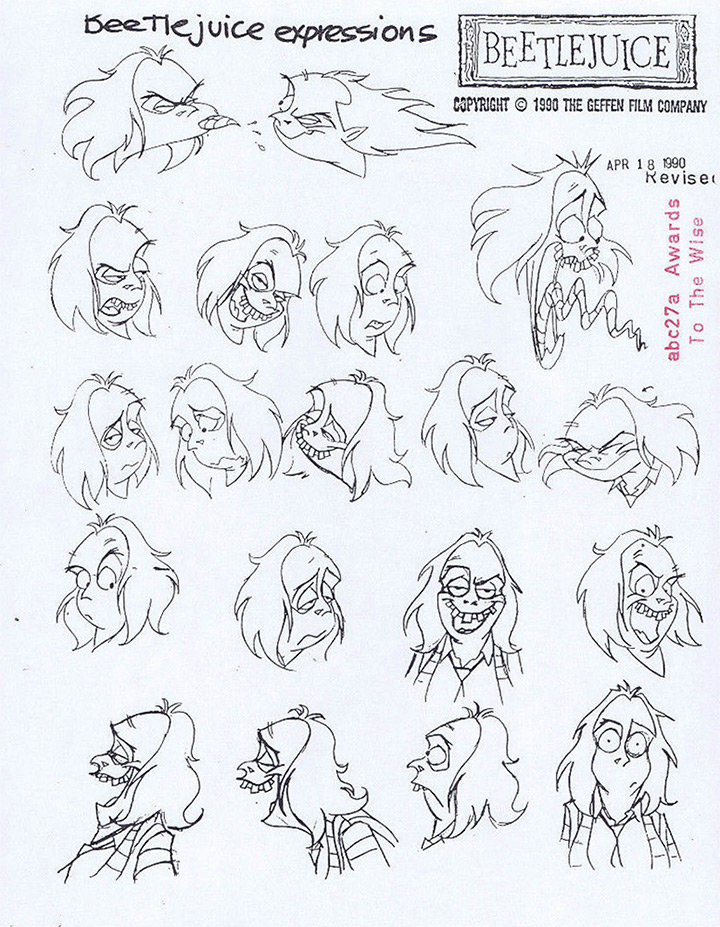 Beetlejuice expressions
BEETLEJUICE
COPYRIGHT © 1990 THE GEFFEN FILM COMPANY
APR 18 1990
Revised
abc27a Awards
To The Wise